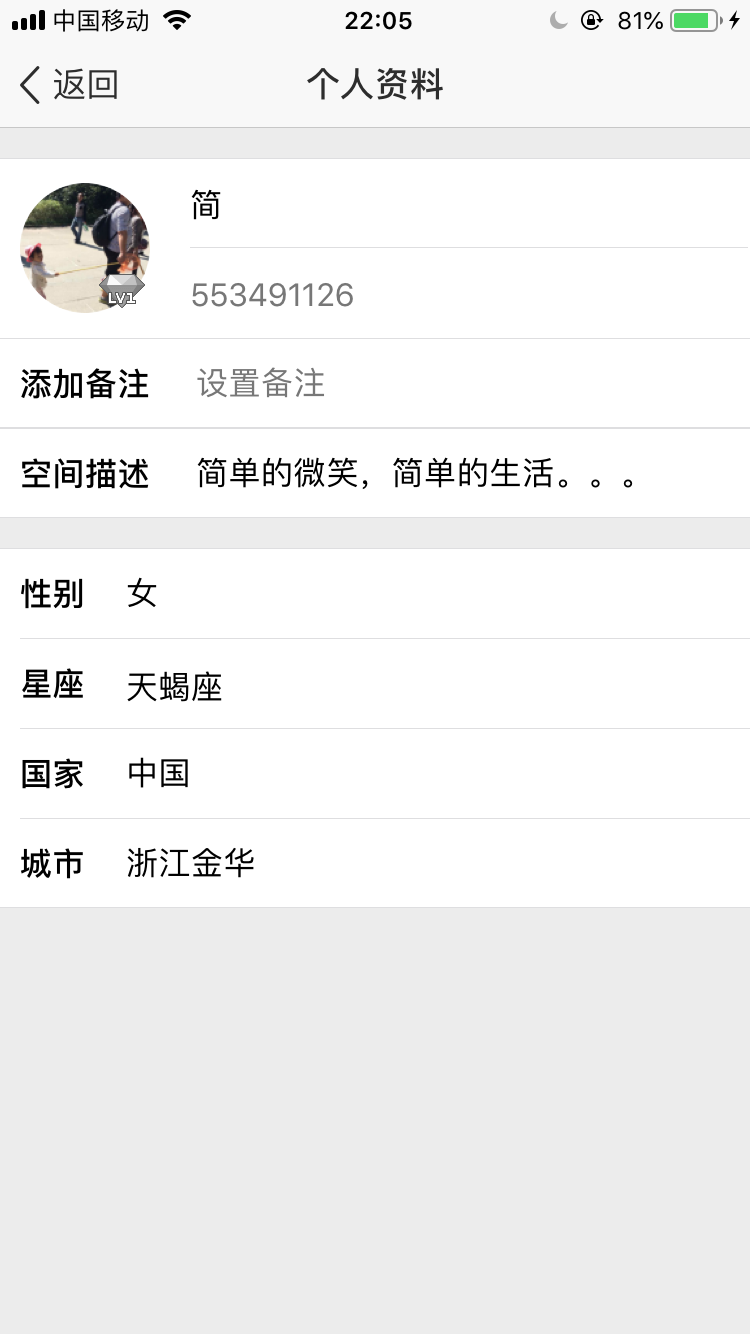 中国移动 22:05 81%
返回 个人资料
简
LV1
553491126
添加备注 设置备注
空间描述 简单的微笑，简单的生活。。。
性别 女
星座 天蝎座
国家 中国
城市 浙江金华